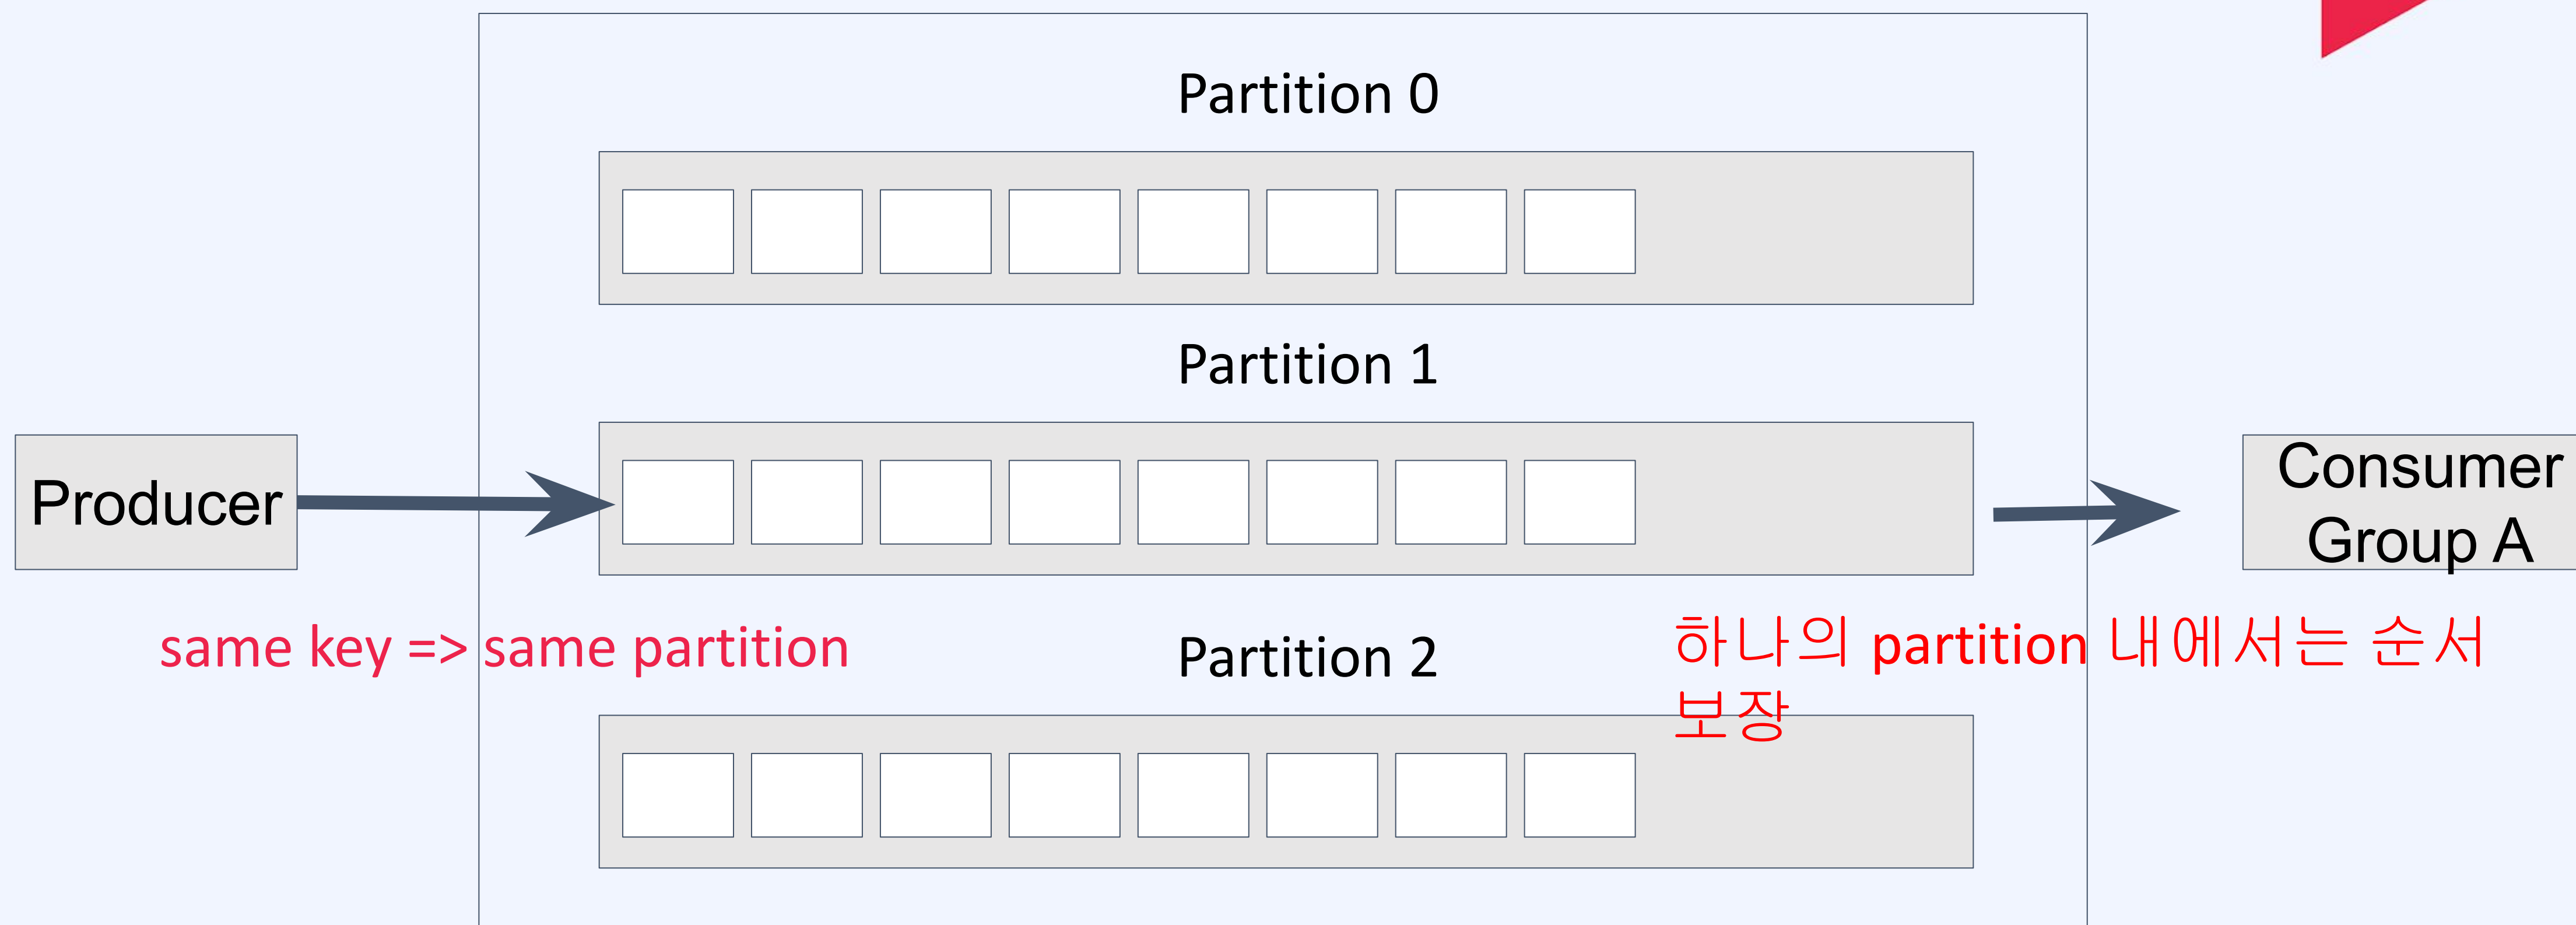 Partition 0
Partition 1
Producer
Consumer
Group A
same key => same partition
Partition 2
하나의 partition 내에서는 순서
보장